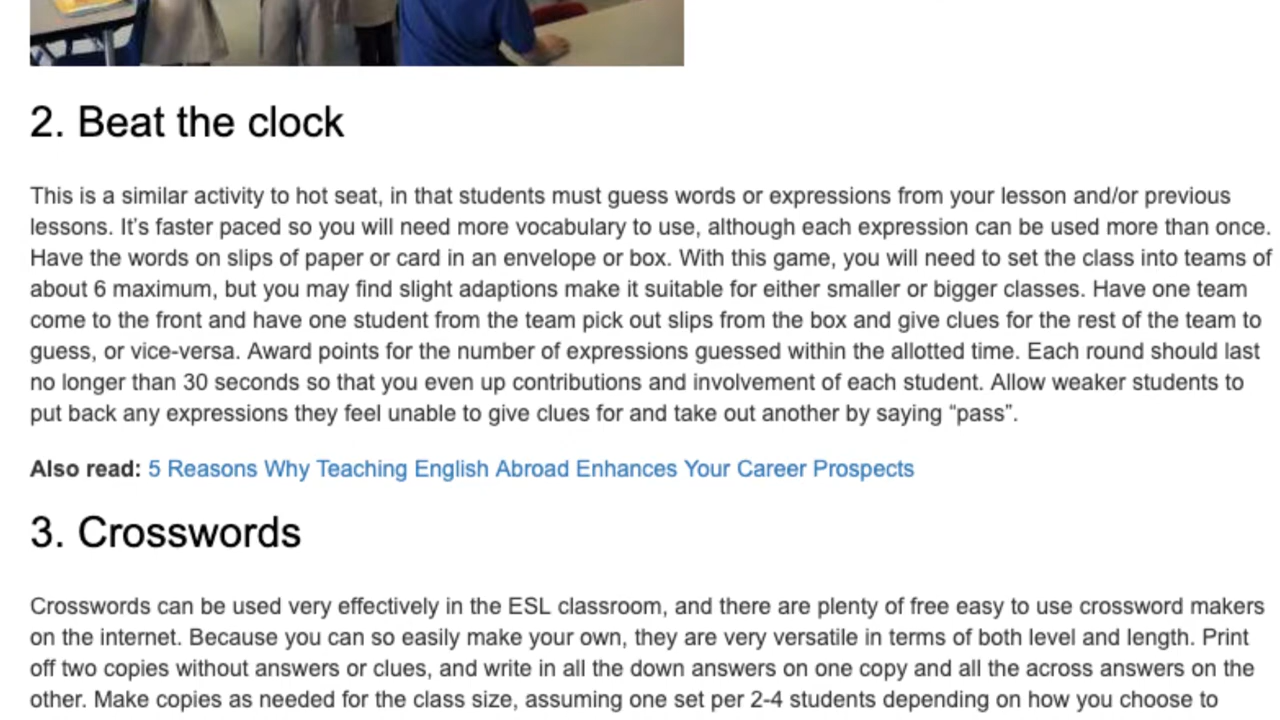 2. Beat the clock
This is a similar activity to hot seat, in that students must guess words or expressions from your lesson and/or previous
lessons. It’s faster paced so you will need more vocabulary to use, although each expression can be used more than once.
Have the words on slips of paper or card in an envelope or box. With this game, you will need to set the class into teams of
about 6 maximum, but you may find slight adaptions make it suitable for either smaller or bigger classes. Have one team
come to the front and have one student from the team pick out slips from the box and give clues for the rest of the team to
guess, or vice-versa. Award points for the number of expressions guessed within the allotted time. Each round should last
no longer than 30 seconds so that you even up contributions and involvement of each student. Allow weaker students to
put back any expressions they feel unable to give clues for and take out another by saying “pass”.
Also read: 5 Reasons Why Teaching English Abroad Enhances Your Career Prospects
3. Crosswords
Crosswords can be used very effectively in the ESL classroom, and there are plenty of free easy to use crossword makers
on the internet. Because you can so easily make your own, they are very versatile in terms of both level and length. Print
off two copies without answers or clues, and write in all the down answers on one copy and all the across answers on the
other. Make copies as needed for the class size, assuming one set per 2-4 students depending on how you choose to